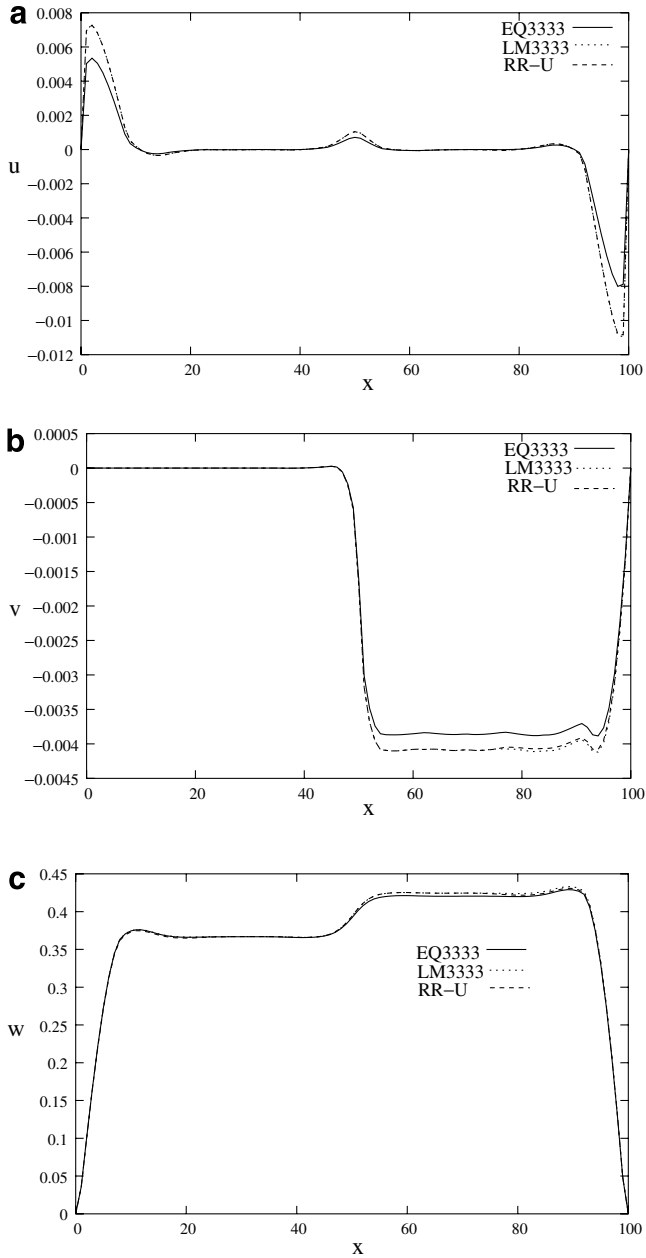 a
0.008
0.006
0.004
0.002
0
−0.002
−0.004
−0.006
−0.008
−0.01
−0.012
u
EQ3333
LM3333
RR−U
0 20 40 60 80 100
x
b
0.0005
0
−0.0005
−0.001
−0.0015
−0.002
−0.0025
−0.003
−0.0035
−0.004
−0.0045
v
EQ3333
LM3333
RR−U
0 20 40 60 80 100
x
c
0.45
0.4
0.35
0.3
0.25
0.2
0.15
0.1
0.05
0
w
EQ3333
LM3333
RR−U
0 20 40 60 80 100
x